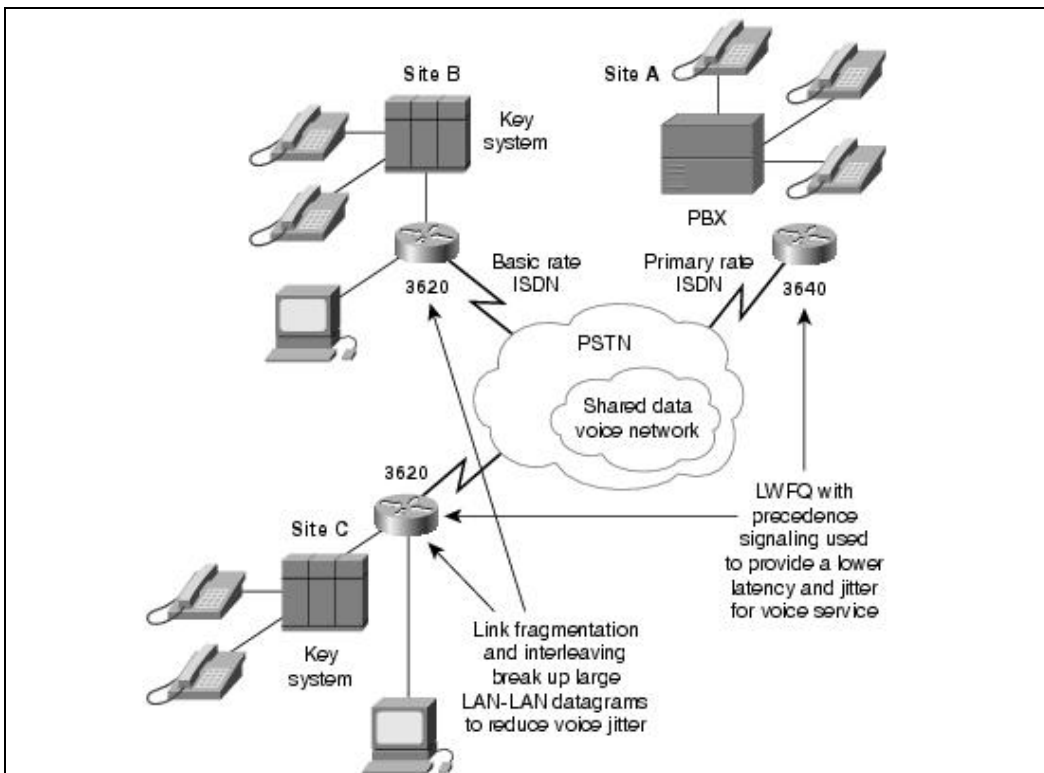 Site B
Key
system
Site A
PBX
Basic rate
ISDN
Primary rate
ISDN
3620
3640
PSTN
Shared data
voice network
3620
Site C
Key
system
LWFQ with
precedence
signaling used
to provide a lower
latency and jitter
for voice service
Link fragmentation
and interleaving
break up large
LAN-LAN datagrams
to reduce voice jitter